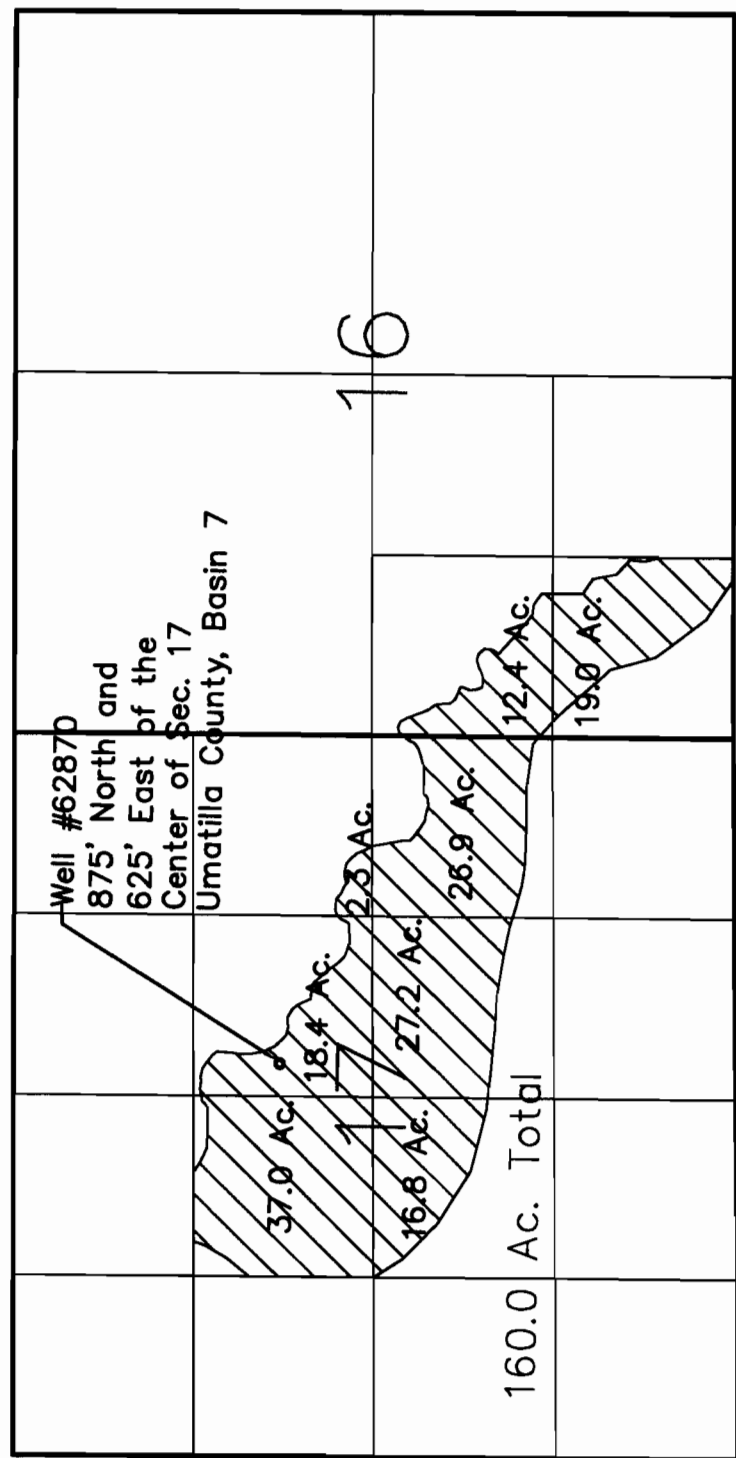 Well #62870
875' North and
625' East of the
Center of Sec. 17
Umatilla County, Basin 7
16
17
37.0 Ac.
18.4 Ac.
2.3 Ac.
16.8 Ac.
27.2 Ac.
26.9 Ac.
12.4 Ac.
19.0 Ac.
160.0 Ac. Total